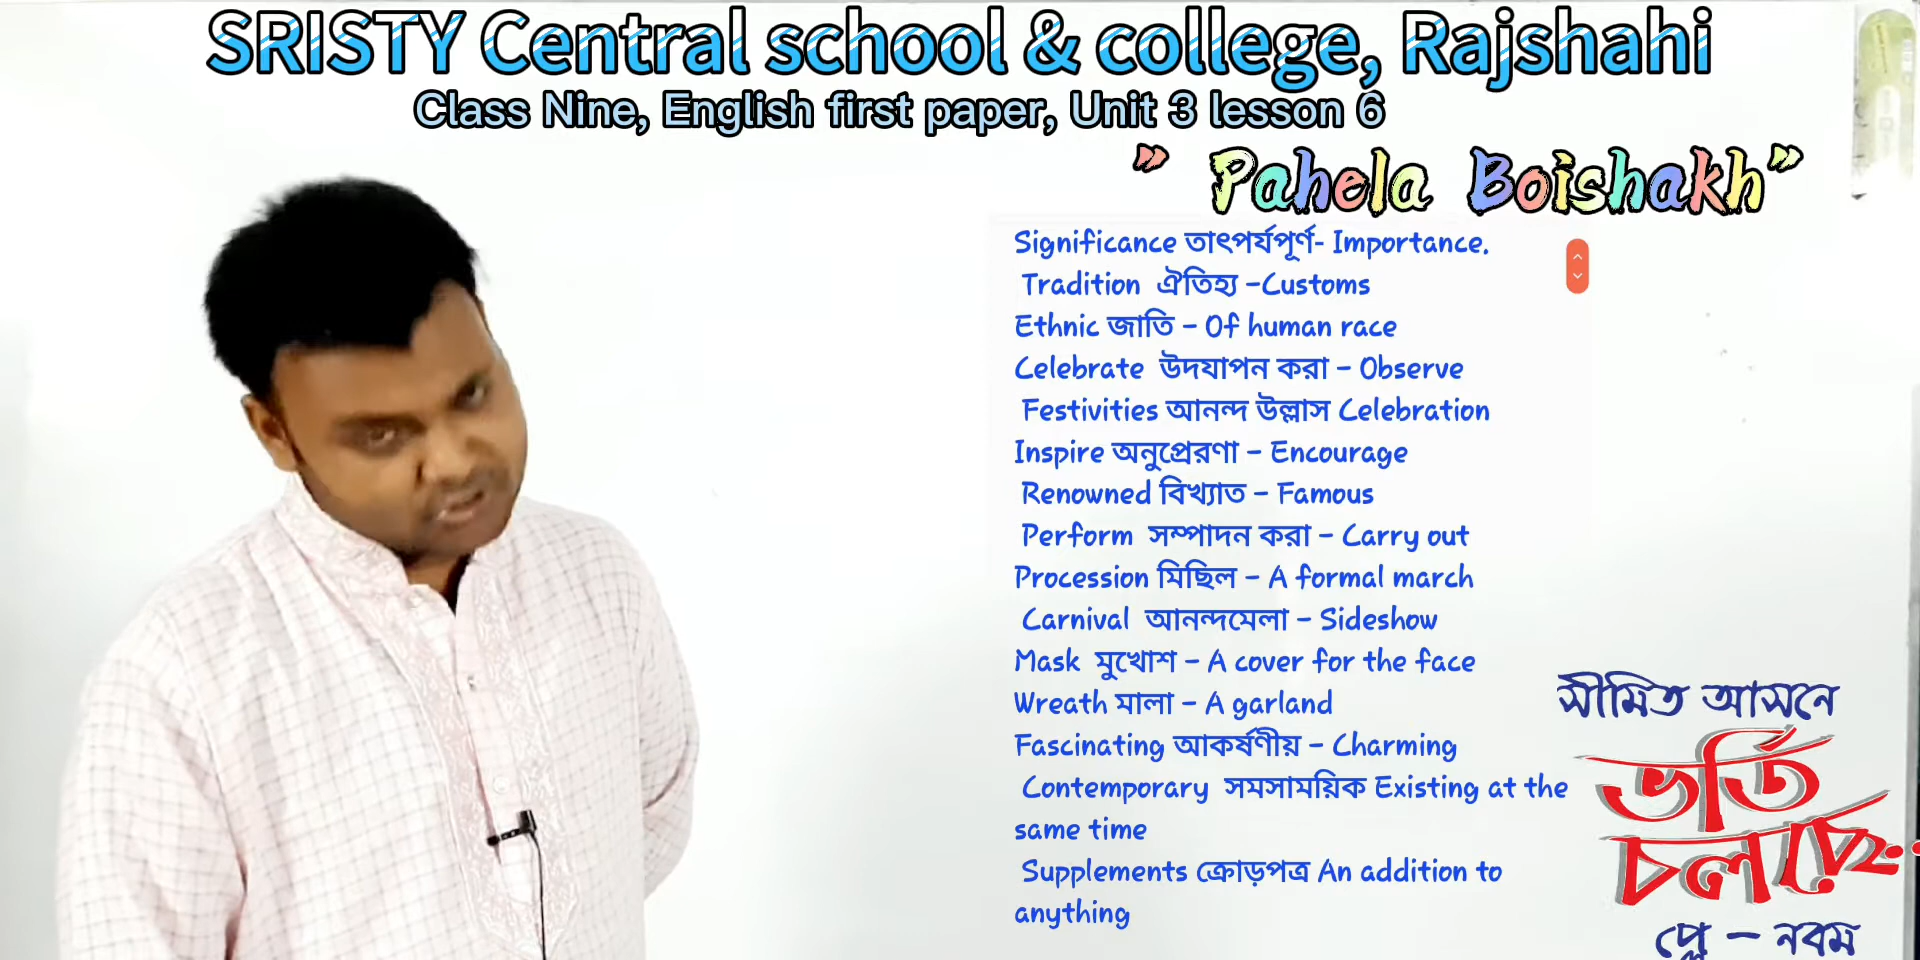 SRISTY Central school & college, Rajshahi
Class Nine, English first paper, Unit 3 lesson 6
" Pahela Boishakh"
Significance তাৎপর্যপূর্ণ- Importance.
Tradition ঐতিহ্য -Customs
Ethnic জাতি - Of human race
Celebrate উদযাপন করা - Observe
Festivities আনন্দ উল্লাস Celebration
Inspire অনুপ্রেরণা - Encourage
Renowned বিখ্যাত - Famous
Perform সম্পাদন করা - Carry out
Procession মিছিল - A formal march
Carnival আনন্দমেলা - Sideshow
Mask মুখোশ - A cover for the face
Wreath মালা - A garland
Fascinating আকর্ষণীয় - Charming
Contemporary সমসাময়িক Existing at the
same time
Supplements ক্রোড়পত্র An addition to
anything
সীমিত আসনে
ভর্তি
চলছে..
প্লে - নবম